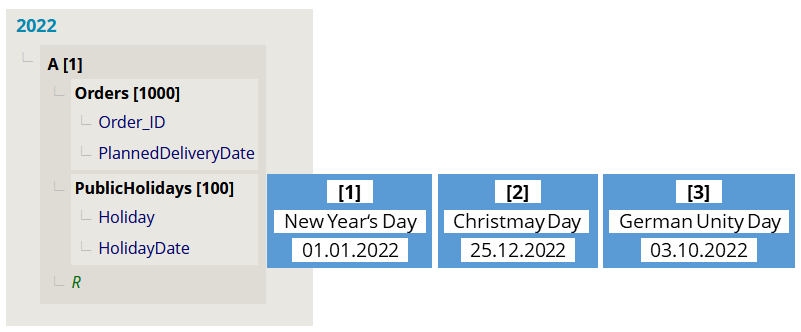 2022
A [1]
Orders [1000]
Order_ID
PlannedDeliveryDate
PublicHolidays [100]
Holiday
HolidayDate
R
[1]
New Year‘s Day
01.01.2022
[2]
Christmay Day
25.12.2022
[3]
German Unity Day
03.10.2022